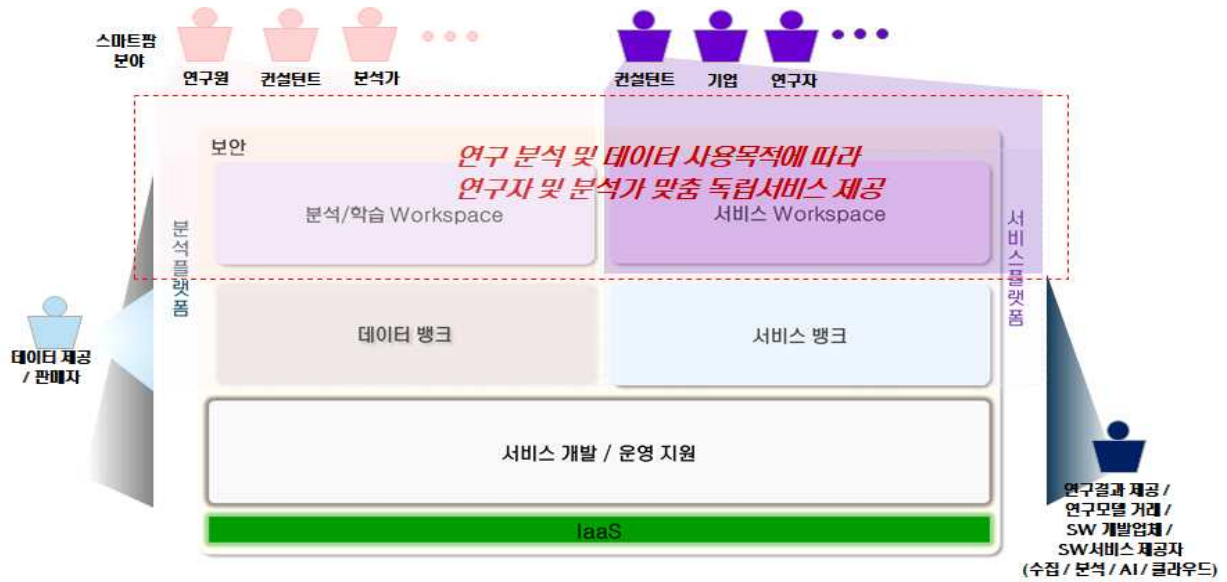 스마트팜
분야
연구원
컨설턴트
분석가
컨설턴트
기업
연구자
보안
연구 분석 및 데이터 사용목적에 따라
연구자 및 분석가 맞춤 독립서비스 제공
분석/학습 Workspace
서비스 Workspace
분석플랫폼
서비스플랫폼
데이터 뱅크
서비스 뱅크
데이터 제공
/ 판매자
서비스 개발 / 운영 지원
IaaS
연구결과 제공 /
연구모델 거래 /
SW 개발업체 /
SW서비스 제공자
(수집 / 분석 / AI / 클라우드)